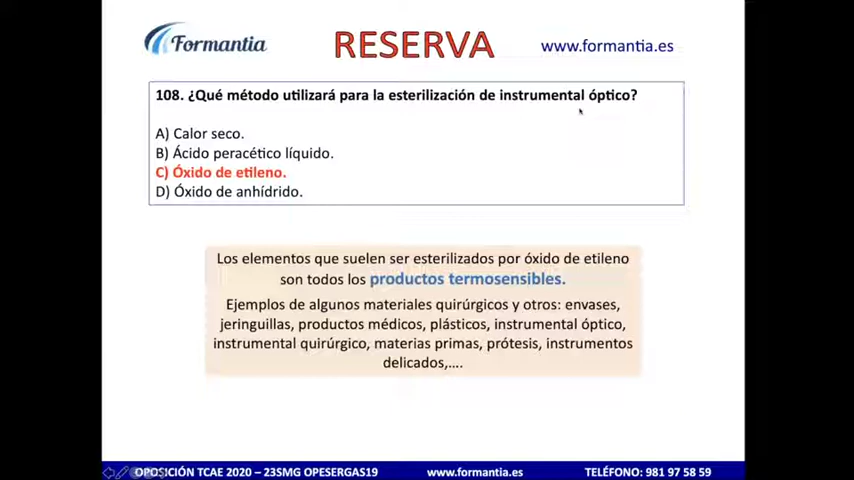 Formantia
RESERVA
www.formantia.es
108. ¿Qué método utilizará para la esterilización de instrumental óptico?
A) Calor seco.
B) Ácido peracético líquido.
C) Óxido de etileno.
D) Óxido de anhídrido.
Los elementos que suelen ser esterilizados por óxido de etileno
son todos los productos termosensibles.
Ejemplos de algunos materiales quirúrgicos y otros: envases,
jeringuillas, productos médicos, plásticos, instrumental óptico,
instrumental quirúrgico, materias primas, prótesis, instrumentos
delicados,....
OPOSICIÓN TCAE 2020 – 23SMG OPESERGAS19 www.formantia.es TELÉFONO: 981 97 58 59